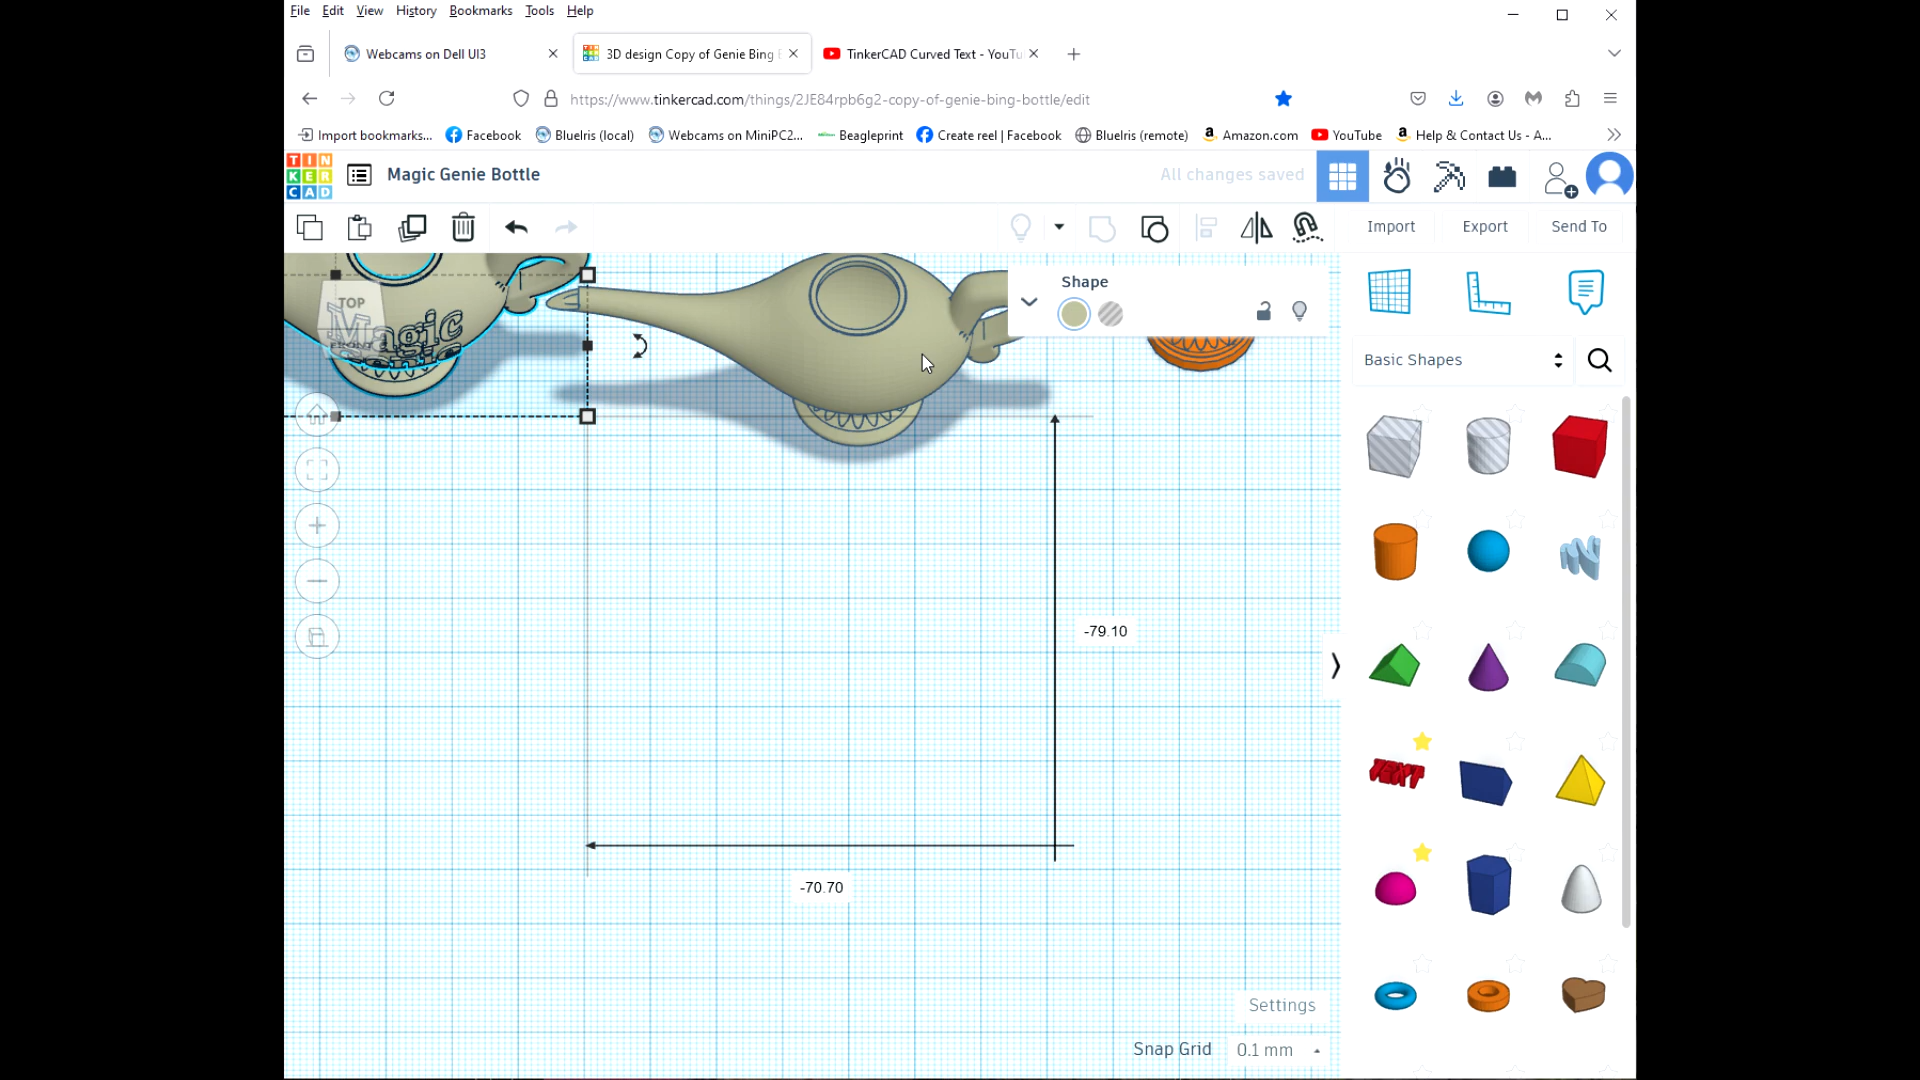 File Edit View History Bookmarks Tools Help
Webcams on Dell UI3
3D design Copy of Genie Bing
TinkerCAD Curved Text - YouTu
https://www.tinkercad.com/things/2JE84rpb6g2-copy-of-genie-bing-bottle/edit
Import bookmarks... Facebook BlueIris (local) Webcams on MiniPC2... Beagleprint Create reel | Facebook BlueIris (remote) Amazon.com YouTube Help & Contact Us - A...
TIN
KER
CAD
Magic Genie Bottle
All changes saved
Import Export Send To
Shape
TOP
Magic
FRONT
Basic Shapes
TEXT
-79.10
-70.70
Settings
Snap Grid 0.1 mm